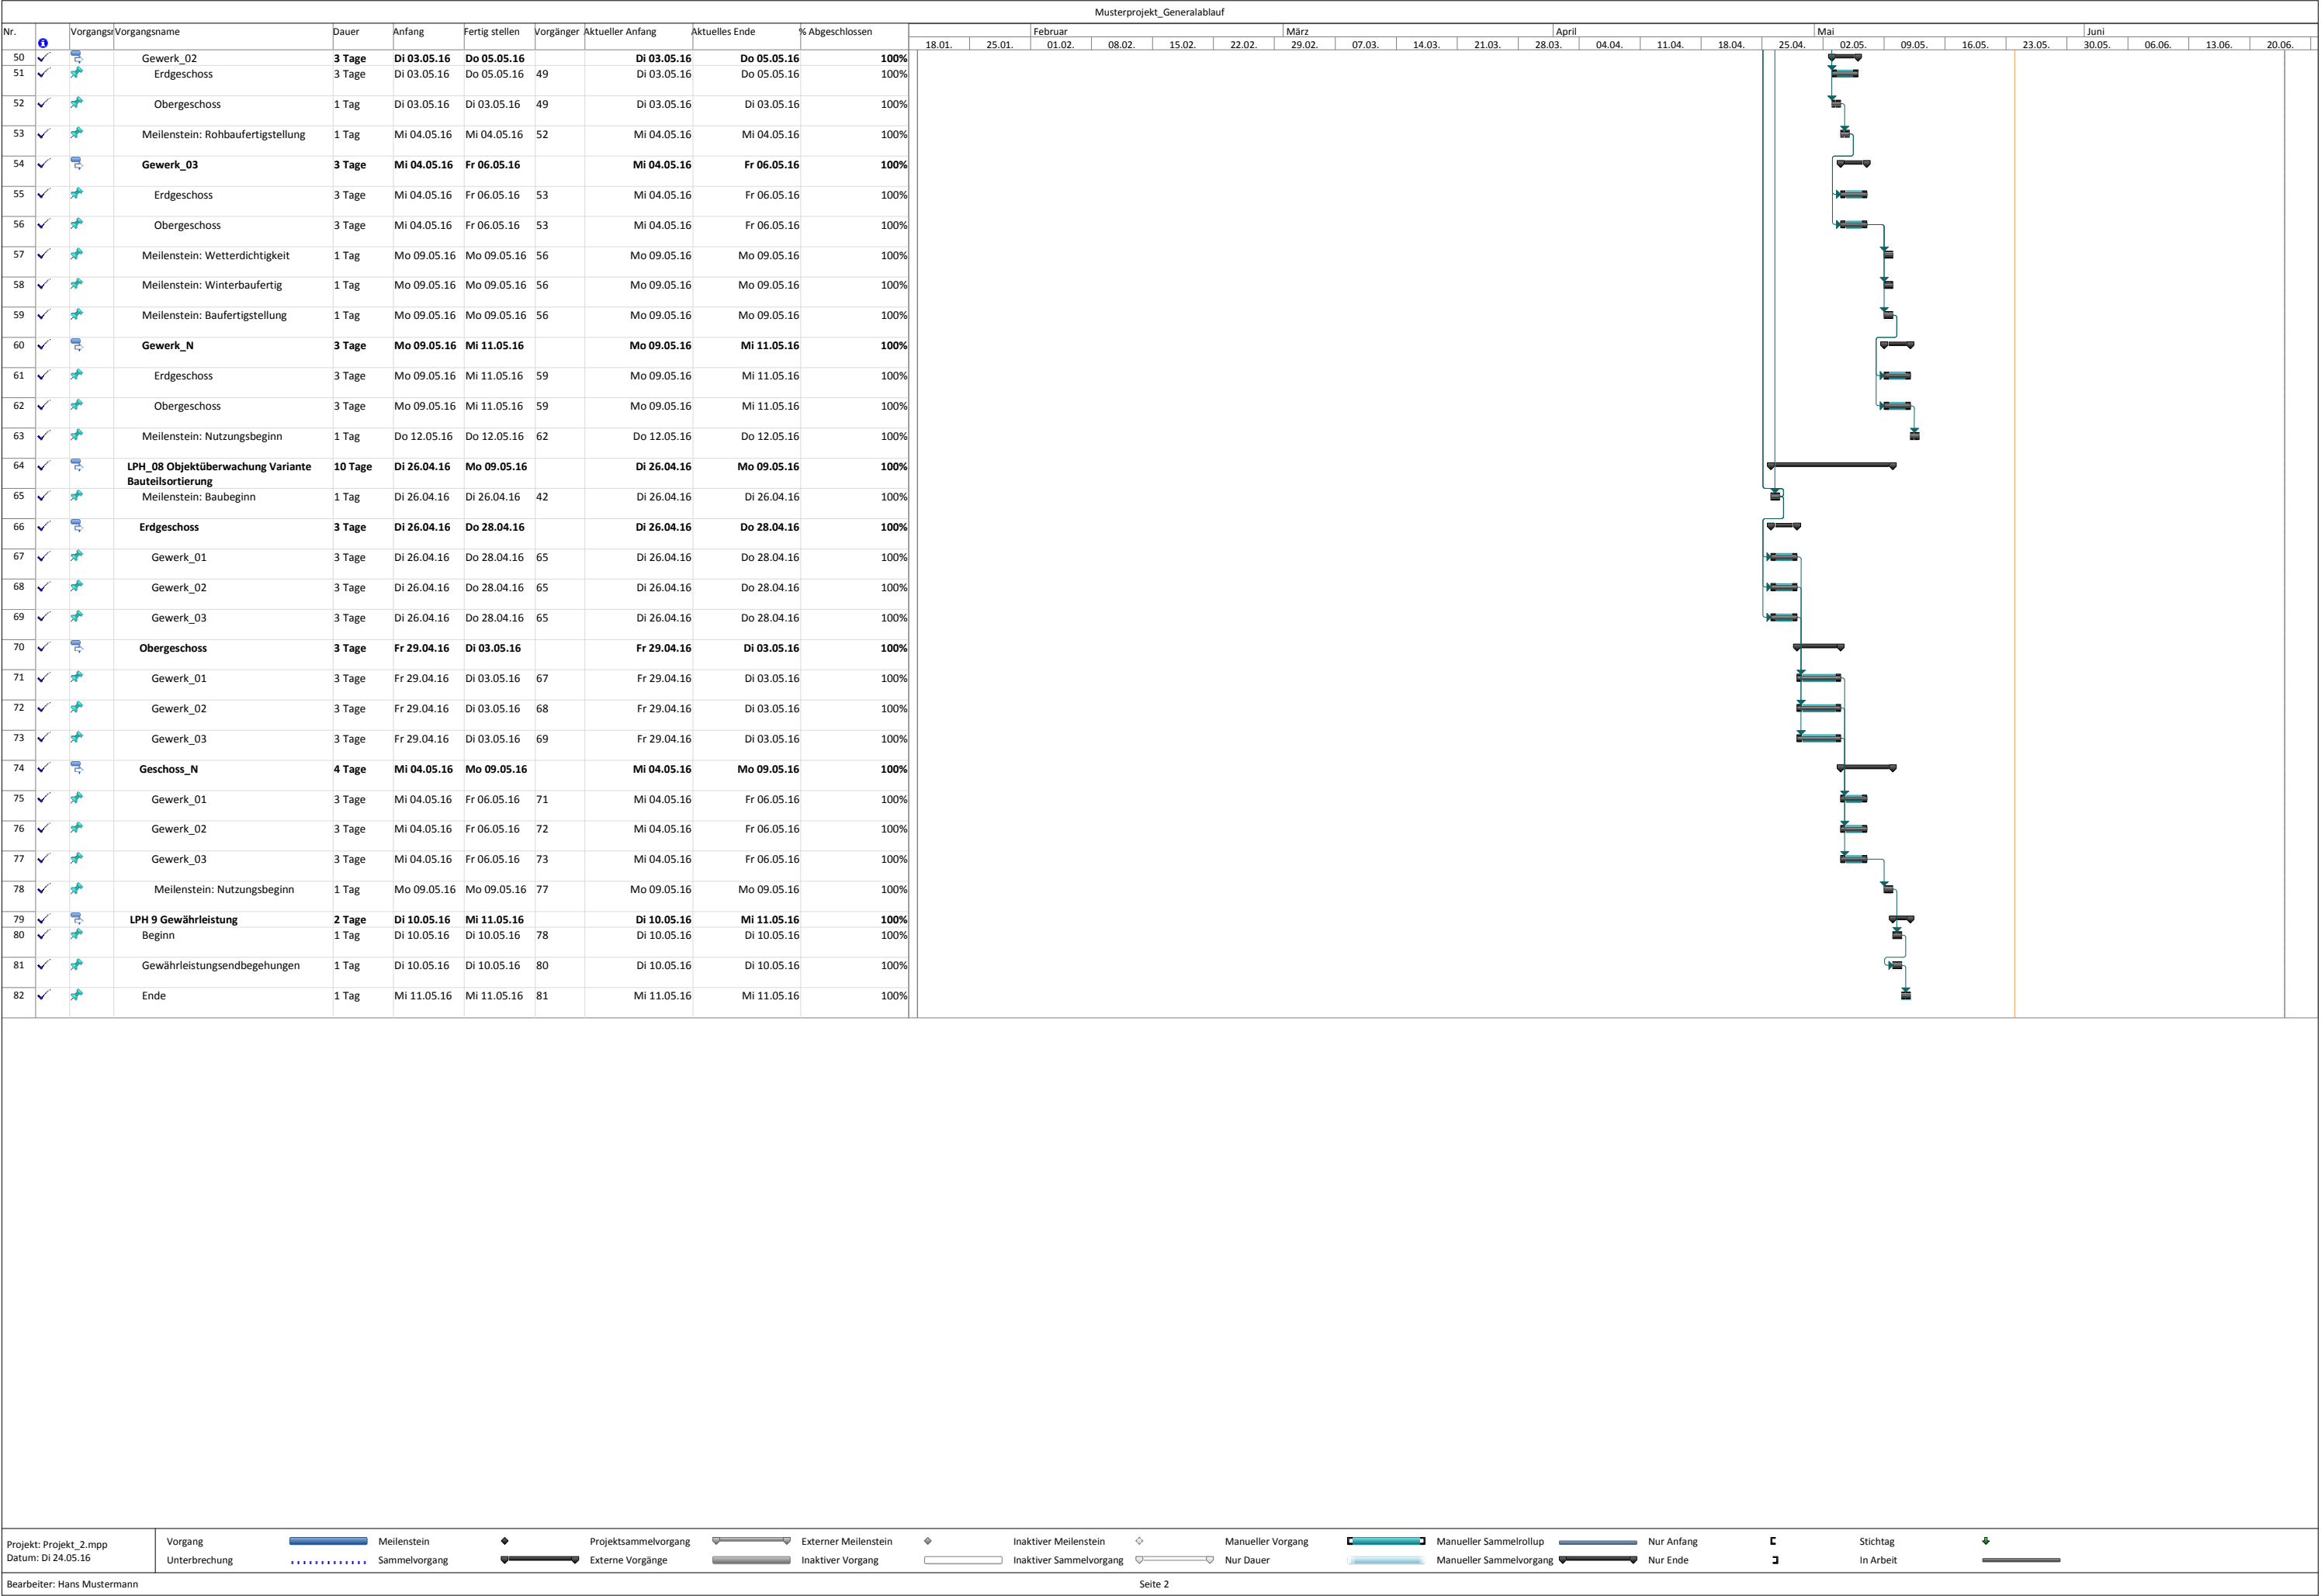 Musterprojekt_Generalablauf
Nr. Vorgangsr Vorgangsname Dauer Anfang Fertig stellen Vorgänger Aktueller Anfang Aktuelles Ende % Abgeschlossen Februar März April Mai Juni
18.01. 25.01. 01.02. 08.02. 15.02. 22.02. 29.02. 07.03. 14.03. 21.03. 28.03. 04.04. 11.04. 18.04. 25.04. 02.05. 09.05. 16.05. 23.05. 30.05. 06.06. 13.06. 20.06.
50 Gewerk_02 3 Tage Di 03.05.16 Do 05.05.16 Di 03.05.16 Do 05.05.16 100%
51 Erdgeschoss 3 Tage Di 03.05.16 Do 05.05.16 49 Di 03.05.16 Do 05.05.16 100%
52 Obergeschoss 1 Tag Di 03.05.16 Di 03.05.16 49 Di 03.05.16 Di 03.05.16 100%
53 Meilenstein: Rohbaufertigstellung 1 Tag Mi 04.05.16 Mi 04.05.16 52 Mi 04.05.16 Mi 04.05.16 100%
54 Gewerk_03 3 Tage Mi 04.05.16 Fr 06.05.16 Mi 04.05.16 Fr 06.05.16 100%
55 Erdgeschoss 3 Tage Mi 04.05.16 Fr 06.05.16 53 Mi 04.05.16 Fr 06.05.16 100%
56 Obergeschoss 3 Tage Mi 04.05.16 Fr 06.05.16 53 Mi 04.05.16 Fr 06.05.16 100%
57 Meilenstein: Wetterdichtigkeit 1 Tag Mo 09.05.16 Mo 09.05.16 56 Mo 09.05.16 Mo 09.05.16 100%
58 Meilenstein: Winterbaufertig 1 Tag Mo 09.05.16 Mo 09.05.16 56 Mo 09.05.16 Mo 09.05.16 100%
59 Meilenstein: Baufertigstellung 1 Tag Mo 09.05.16 Mo 09.05.16 56 Mo 09.05.16 Mo 09.05.16 100%
60 Gewerk_N 3 Tage Mo 09.05.16 Mi 11.05.16 Mo 09.05.16 Mi 11.05.16 100%
61 Erdgeschoss 3 Tage Mo 09.05.16 Mi 11.05.16 59 Mo 09.05.16 Mi 11.05.16 100%
62 Obergeschoss 3 Tage Mo 09.05.16 Mi 11.05.16 59 Mo 09.05.16 Mi 11.05.16 100%
63 Meilenstein: Nutzungsbeginn 1 Tag Do 12.05.16 Do 12.05.16 62 Do 12.05.16 Do 12.05.16 100%
64 LPH_08 Objektüberwachung Variante 10 Tage Di 26.04.16 Mo 09.05.16 Di 26.04.16 Mo 09.05.16 100%
Bauteilsortierung
65 Meilenstein: Baubeginn 1 Tag Di 26.04.16 Di 26.04.16 42 Di 26.04.16 Di 26.04.16 100%
66 Erdgeschoss 3 Tage Di 26.04.16 Do 28.04.16 Di 26.04.16 Do 28.04.16 100%
67 Gewerk_01 3 Tage Di 26.04.16 Do 28.04.16 65 Di 26.04.16 Do 28.04.16 100%
68 Gewerk_02 3 Tage Di 26.04.16 Do 28.04.16 65 Di 26.04.16 Do 28.04.16 100%
69 Gewerk_03 3 Tage Di 26.04.16 Do 28.04.16 65 Di 26.04.16 Do 28.04.16 100%
70 Obergeschoss 3 Tage Fr 29.04.16 Di 03.05.16 Fr 29.04.16 Di 03.05.16 100%
71 Gewerk_01 3 Tage Fr 29.04.16 Di 03.05.16 67 Fr 29.04.16 Di 03.05.16 100%
72 Gewerk_02 3 Tage Fr 29.04.16 Di 03.05.16 68 Fr 29.04.16 Di 03.05.16 100%
73 Gewerk_03 3 Tage Fr 29.04.16 Di 03.05.16 69 Fr 29.04.16 Di 03.05.16 100%
74 Geschoss_N 4 Tage Mi 04.05.16 Mo 09.05.16 Mi 04.05.16 Mo 09.05.16 100%
75 Gewerk_01 3 Tage Mi 04.05.16 Fr 06.05.16 71 Mi 04.05.16 Fr 06.05.16 100%
76 Gewerk_02 3 Tage Mi 04.05.16 Fr 06.05.16 72 Mi 04.05.16 Fr 06.05.16 100%
77 Gewerk_03 3 Tage Mi 04.05.16 Fr 06.05.16 73 Mi 04.05.16 Fr 06.05.16 100%
78 Meilenstein: Nutzungsbeginn 1 Tag Mo 09.05.16 Mo 09.05.16 77 Mo 09.05.16 Mo 09.05.16 100%
79 LPH 9 Gewährleistung 2 Tage Di 10.05.16 Mi 11.05.16 Di 10.05.16 Mi 11.05.16 100%
80 Beginn 1 Tag Di 10.05.16 Di 10.05.16 78 Di 10.05.16 Di 10.05.16 100%
81 Gewährleistungsendbegehungen 1 Tag Di 10.05.16 Di 10.05.16 80 Di 10.05.16 Di 10.05.16 100%
82 Ende 1 Tag Mi 11.05.16 Mi 11.05.16 81 Mi 11.05.16 Mi 11.05.16 100%
Projekt: Projekt_2.mpp
Datum: Di 24.05.16
Vorgang Meilenstein Projektsammelvorgang Externer Meilenstein Inaktiver Meilenstein Manueller Vorgang Manueller Sammelrollup Nur Anfang Stichtag
Unterbrechung Sammelvorgang Externe Vorgänge Inaktiver Vorgang Inaktiver Sammelvorgang Nur Dauer Manueller Sammelvorgang Nur Ende In Arbeit
Bearbeiter: Hans Mustermann Seite 2